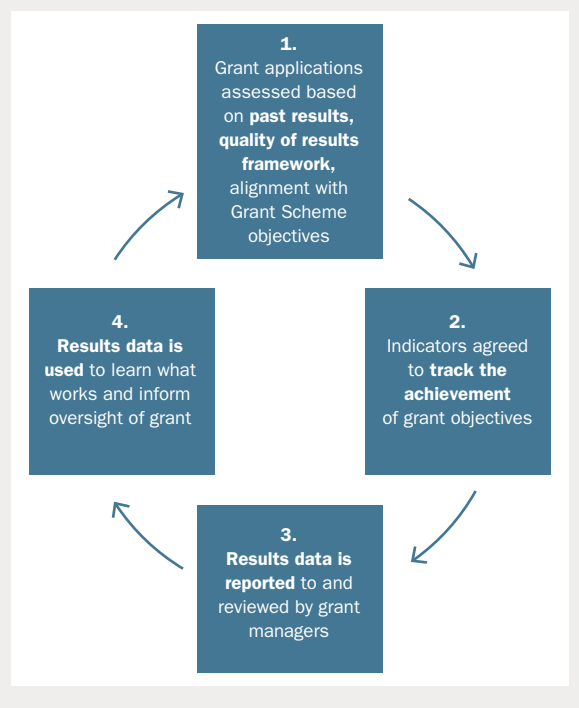 1.
Grant applications
assessed based
on past results,
quality of results
framework,
alignment with
Grant Scheme
objectives
2.
Indicators agreed
to track the
achievement
of grant objectives
3.
Results data is
reported to and
reviewed by grant
managers
4.
Results data is
used to learn what
works and inform
oversight of grant